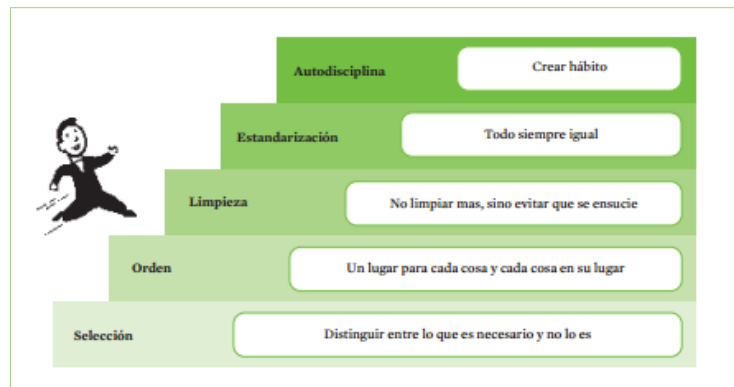 Autodisciplina
Crear hábito
Estandarización
Todo siempre igual
Limpieza
No limpiar mas, sino evitar que se ensucie
Orden
Un lugar para cada cosa y cada cosa en su lugar
Selección
Distinguir entre lo que es necesario y no lo es